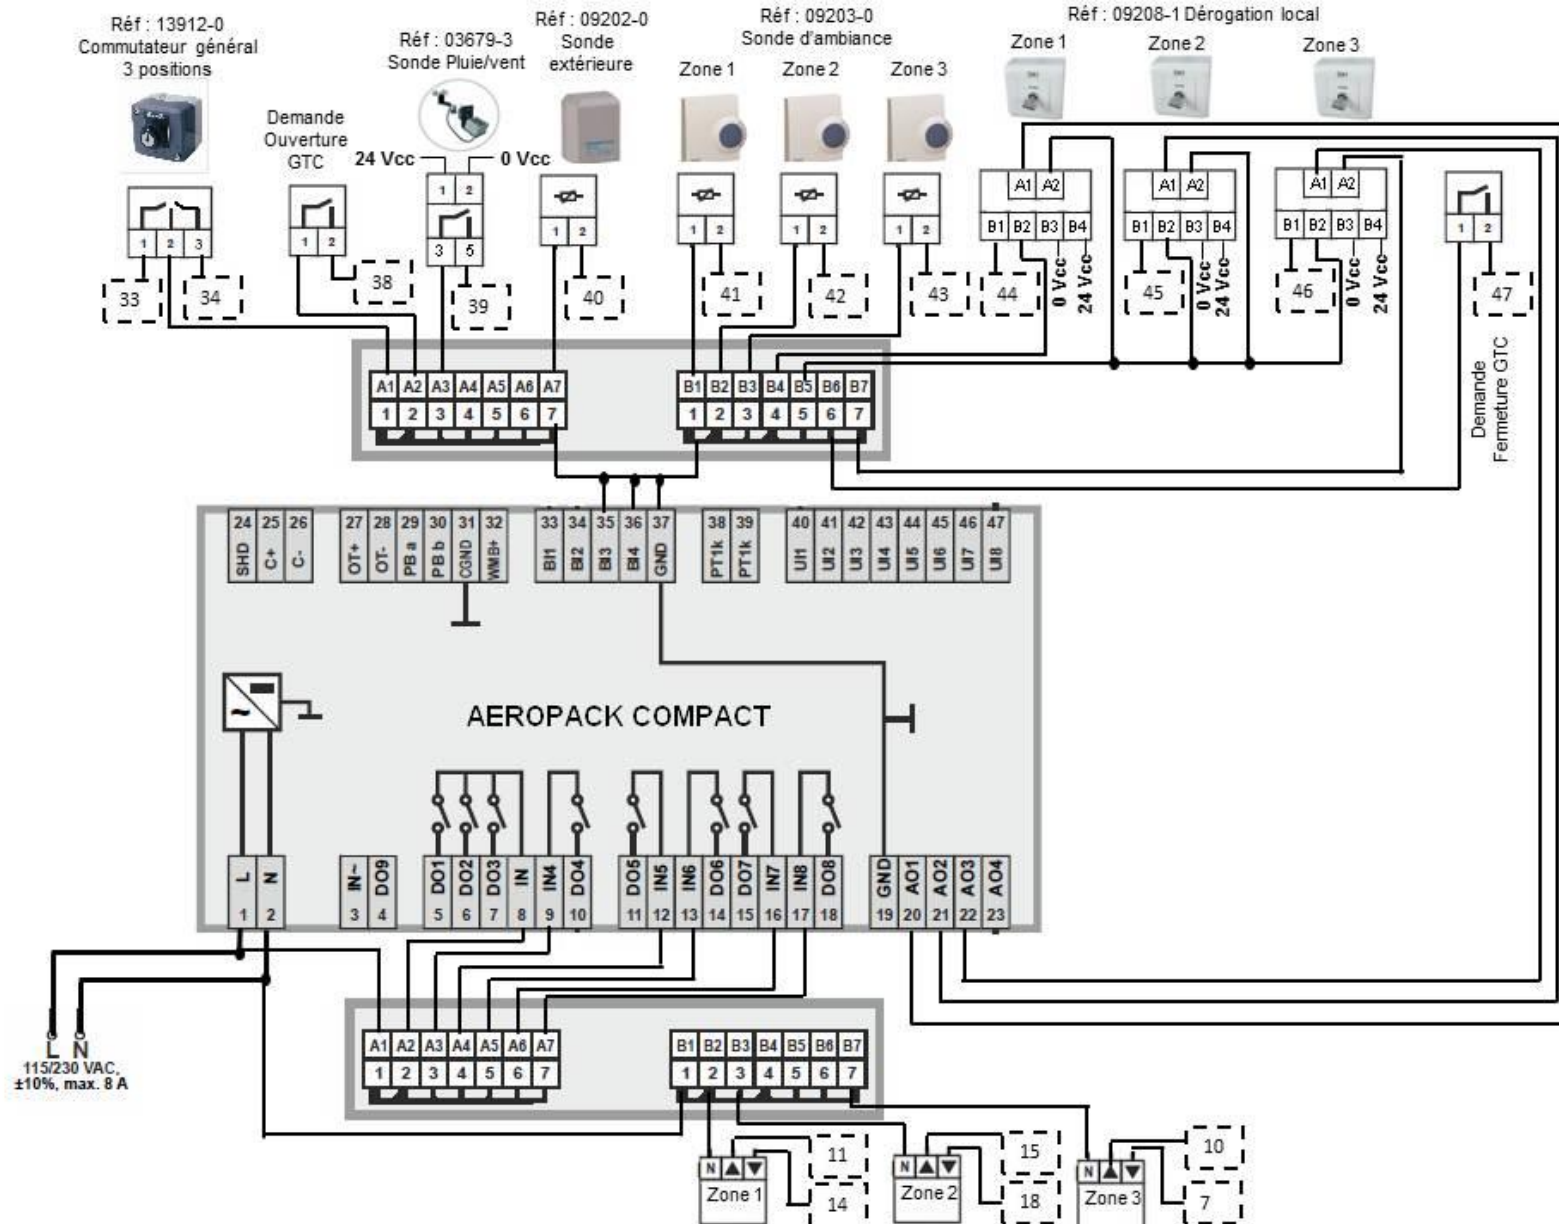 Réf : 13912-0
Commutateur général
3 positions
Réf : 03679-3
Sonde Pluie/vent
Réf : 09202-0
Sonde
extérieure
Réf : 09203-0
Sonde d'ambiance
Zone 1 Zone 2 Zone 3
Réf : 09208-1 Dérogation local
Zone 1 Zone 2 Zone 3
Demande
Ouverture
GTC
24 Vcc 0 Vcc
1 2 3
1 2
1 2
3 5
1 2
1 2
1 2
1 2
A1 A2
B1 B2 B3 B4
A1 A2
B1 B2 B3 B4
A1 A2
B1 B2 B3 B4
1 2
33 34 38 39 40 41 42 43 44 45 46 47
0 Vcc 24 Vcc
0 Vcc 24 Vcc
0 Vcc 24 Vcc
Demande
Fermeture GTC
A1 A2 A3 A4 A5 A6 A7
1 2 3 4 5 6 7
B1 B2 B3 B4 B5 B6 B7
1 2 3 4 5 6 7
24 25 26 27 28 29 30 31 32 33 34 35 36 37 38 39 40 41 42 43 44 45 46 47
SHD C+ C- OT+ OT- PB a PB b CGND WMB+ BI1 BI2 BI3 BI4 GND PT1k PT1k UI1 UI2 UI3 UI4 UI5 UI6 UI7 UI8
AEROPACK COMPACT
~
L N IN~ DO9 DO1 DO2 DO3 IN IN4 DO4 DO5 IN5 IN6 DO6 DO7 IN7 IN8 DO8 GND AO1 AO2 AO3 AO4
1 2 3 4 5 6 7 8 9 10 11 12 13 14 15 16 17 18 19 20 21 22 23
L N
115/230 VAC,
±10%, max. 8 A
A1 A2 A3 A4 A5 A6 A7
1 2 3 4 5 6 7
B1 B2 B3 B4 B5 B6 B7
1 2 3 4 5 6 7
N
Zone 1
11
14
N
Zone 2
15
18
N
Zone 3
10
7